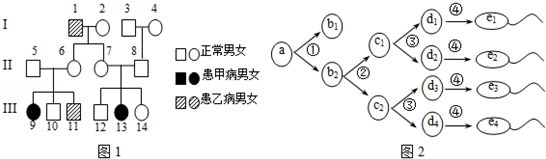 I
1 2 3 4
II
5 6 7 8
III
9 10 11 12 13 14
正常男女
患甲病男女
患乙病男女
图1
a
b₁
b₂
c₁
c₂
d₁
d₂
d₃
d₄
e₁
e₂
e₃
e₄
①
②
③
③
④
④
④
④
图2